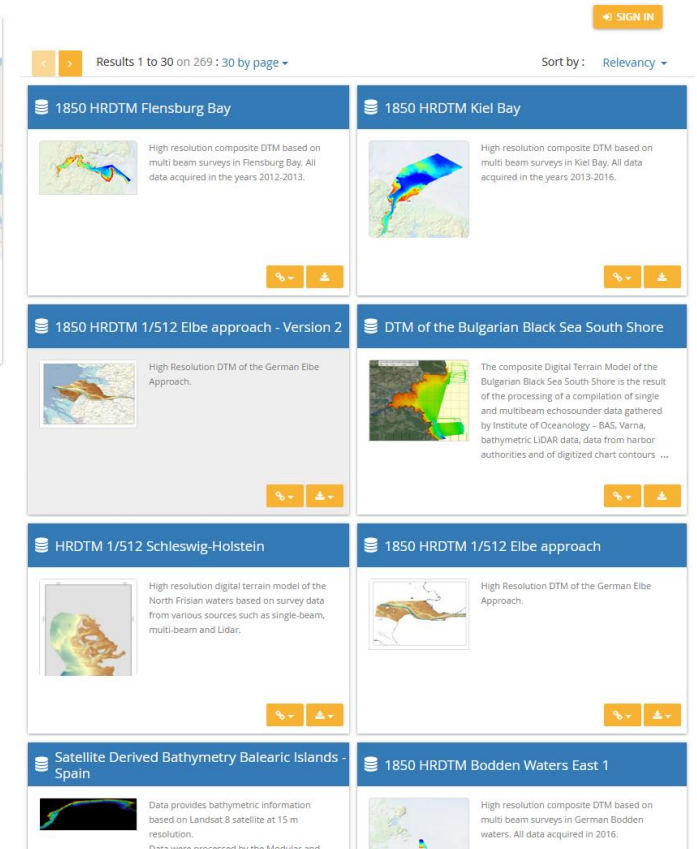 SIGN IN
Results 1 to 30 on 269 : 30 by page
Sort by : Relevancy
1850 HRDTM Flensburg Bay
High resolution composite DTM based on
multi beam surveys in Flensburg Bay. All
data acquired in the years 2012-2013.
1850 HRDTM Kiel Bay
High resolution composite DTM based on
multi beam surveys in Kiel Bay. All data
acquired in the years 2013-2016.
1850 HRDTM 1/512 Elbe approach - Version 2
High Resolution DTM of the German Elbe
Approach.
DTM of the Bulgarian Black Sea South Shore
The composite Digital Terrain Model of the
Bulgarian Black Sea South Shore is the result
of the processing of a compilation of single
and multibeam echosounder data gathered
by Institute of Oceanology – BAS, Varna,
bathymetric LiDAR data, data from harbor
authorities and of digitized chart contours ...
HRDTM 1/512 Schleswig-Holstein
High resolution digital terrain model of the
North Frisian waters based on survey data
from various sources such as single-beam,
multi-beam and Lidar.
1850 HRDTM 1/512 Elbe approach
High Resolution DTM of the German Elbe
Approach.
Satellite Derived Bathymetry Balearic Islands -
Spain
Data provides bathymetric information
based on Landsat 8 satellite at 15 m
resolution.
Data were processed by the Modular and
1850 HRDTM Bodden Waters East 1
High resolution composite DTM based on
multi beam surveys in German Bodden
waters. All data acquired in 2016.